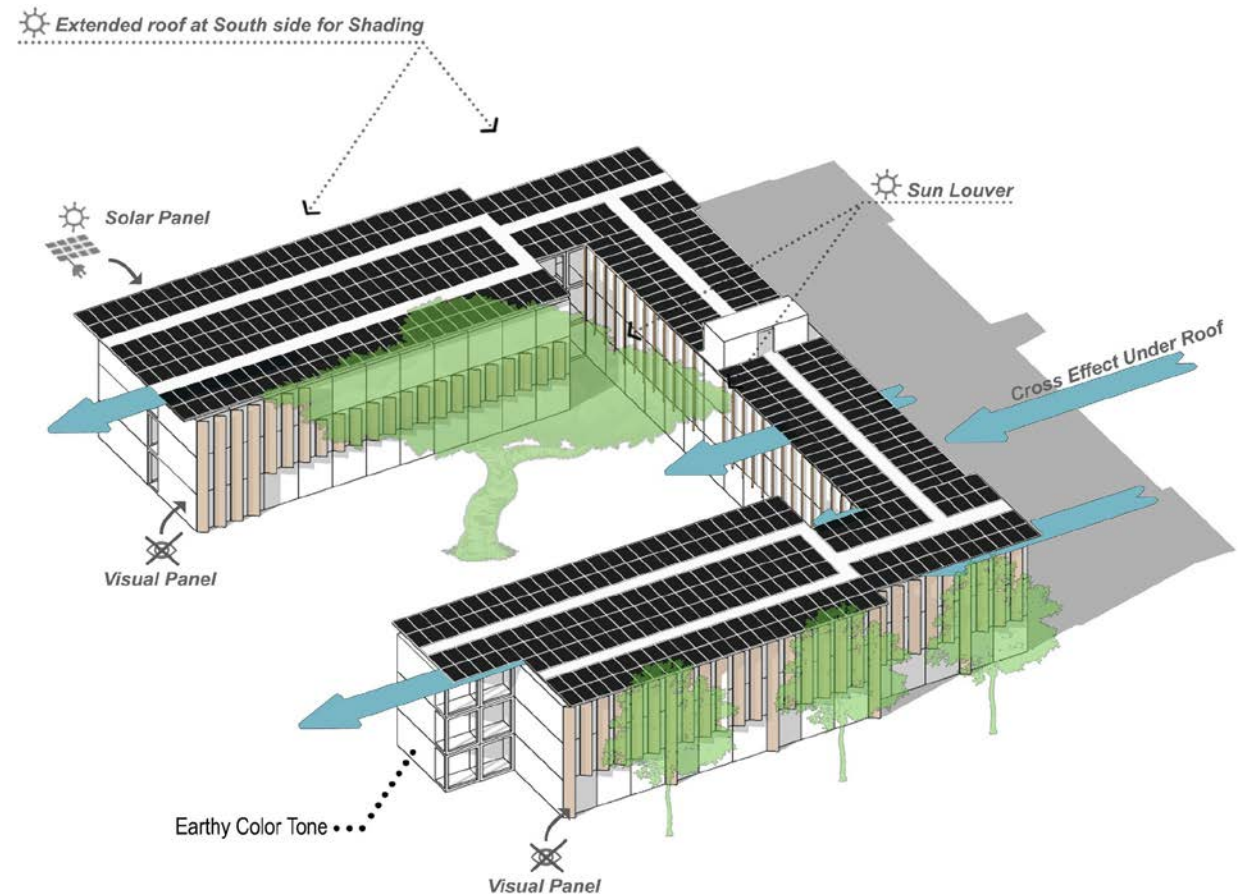 Extended roof at South side for Shading
Sun Louver
Solar Panel
Cross Effect Under Roof
Visual Panel
Earthy Color Tone
Visual Panel